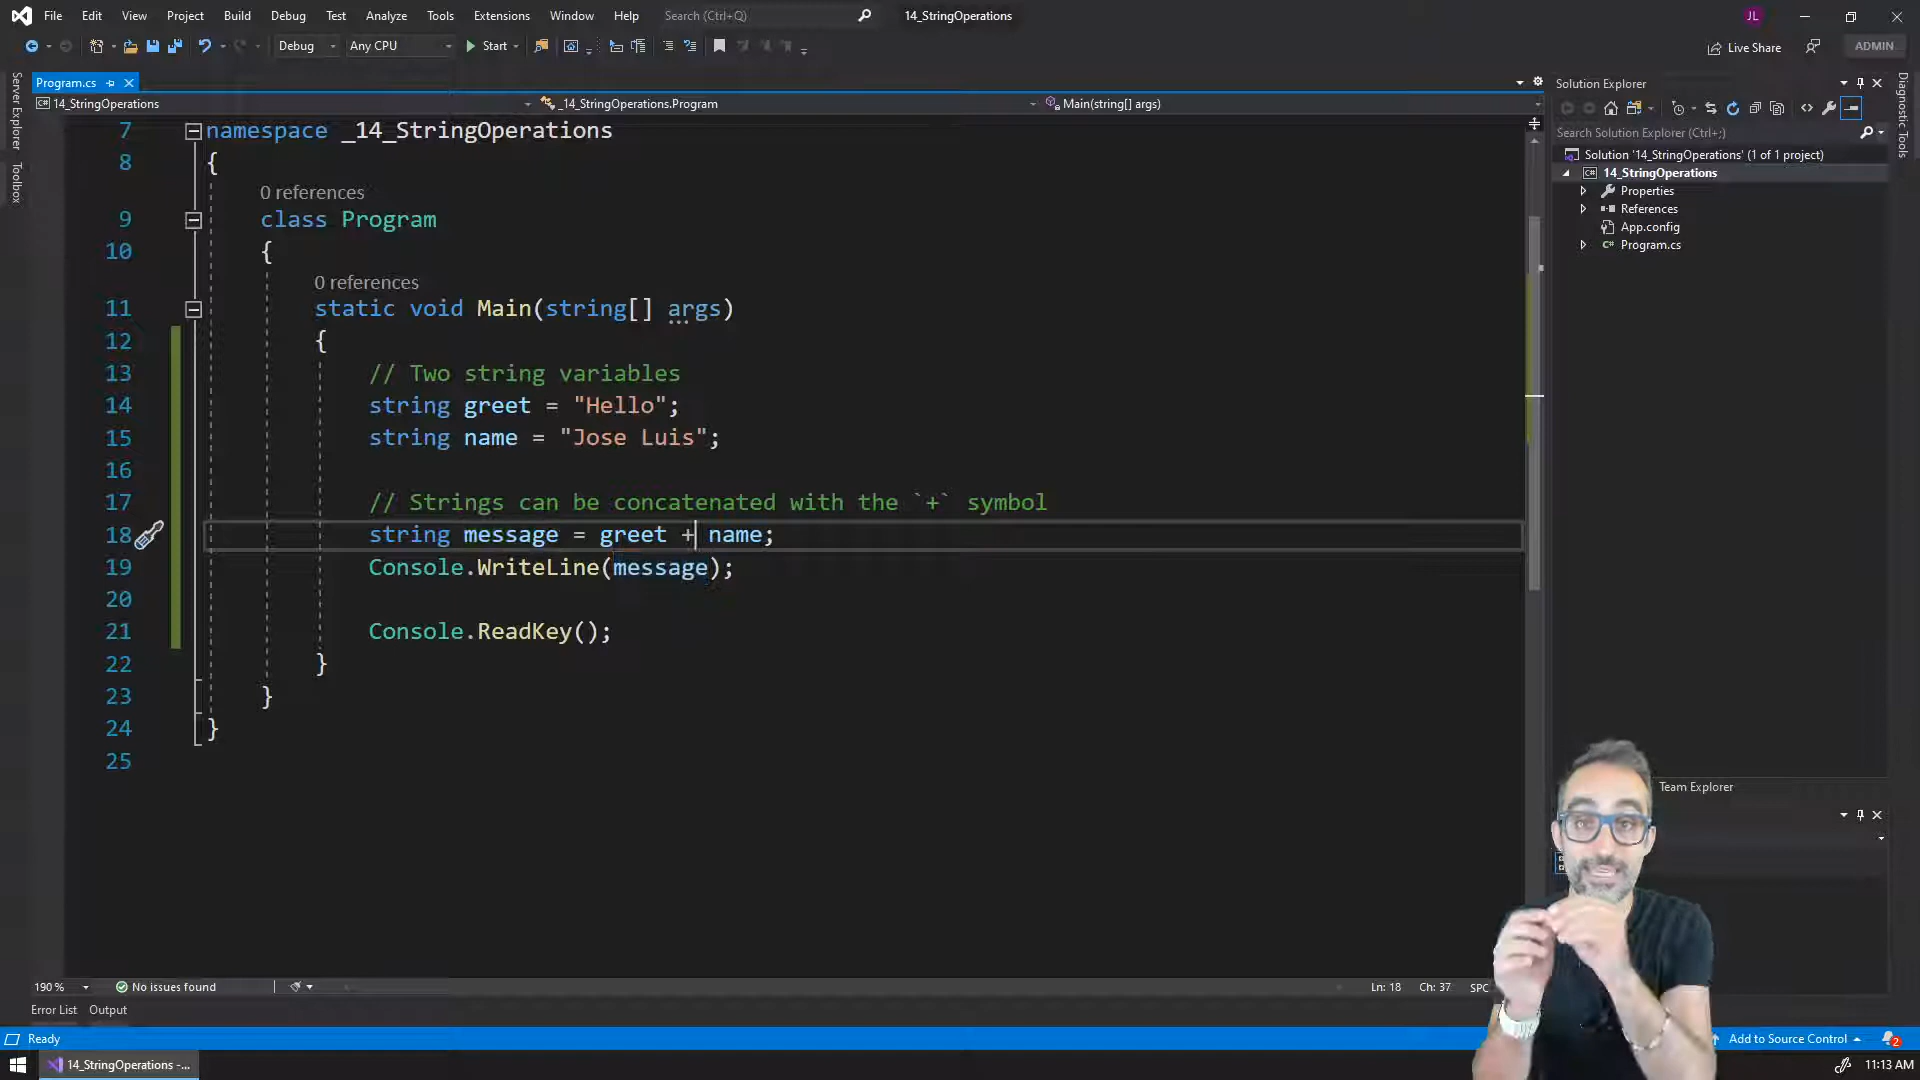 File Edit View Project Build Debug Test Analyze Tools Extensions Window Help Search (Ctrl+Q) 14_StringOperations JL
Debug Any CPU Start Live Share ADMIN
Server Explorer
Toolbox
Program.cs
14_StringOperations _14_StringOperations.Program Main(string[] args)
7 namespace _14_StringOperations
8 {
0 references
9 class Program
10 {
0 references
11 static void Main(string[] args)
12 {
13 // Two string variables
14 string greet = "Hello";
15 string name = "Jose Luis";
16
17 // Strings can be concatenated with the `+` symbol
18 string message = greet + name;
19 Console.WriteLine(message);
20
21 Console.ReadKey();
22 }
23 }
24 }
25
190 % No issues found Ln: 18 Ch: 37 SPC
Error List Output
Solution Explorer
Search Solution Explorer (Ctrl+;)
Solution '14_StringOperations' (1 of 1 project)
14_StringOperations
Properties
References
App.config
Program.cs
Team Explorer
Diagnostic Tools
Ready Add to Source Control 2
14_StringOperations -... 11:13 AM